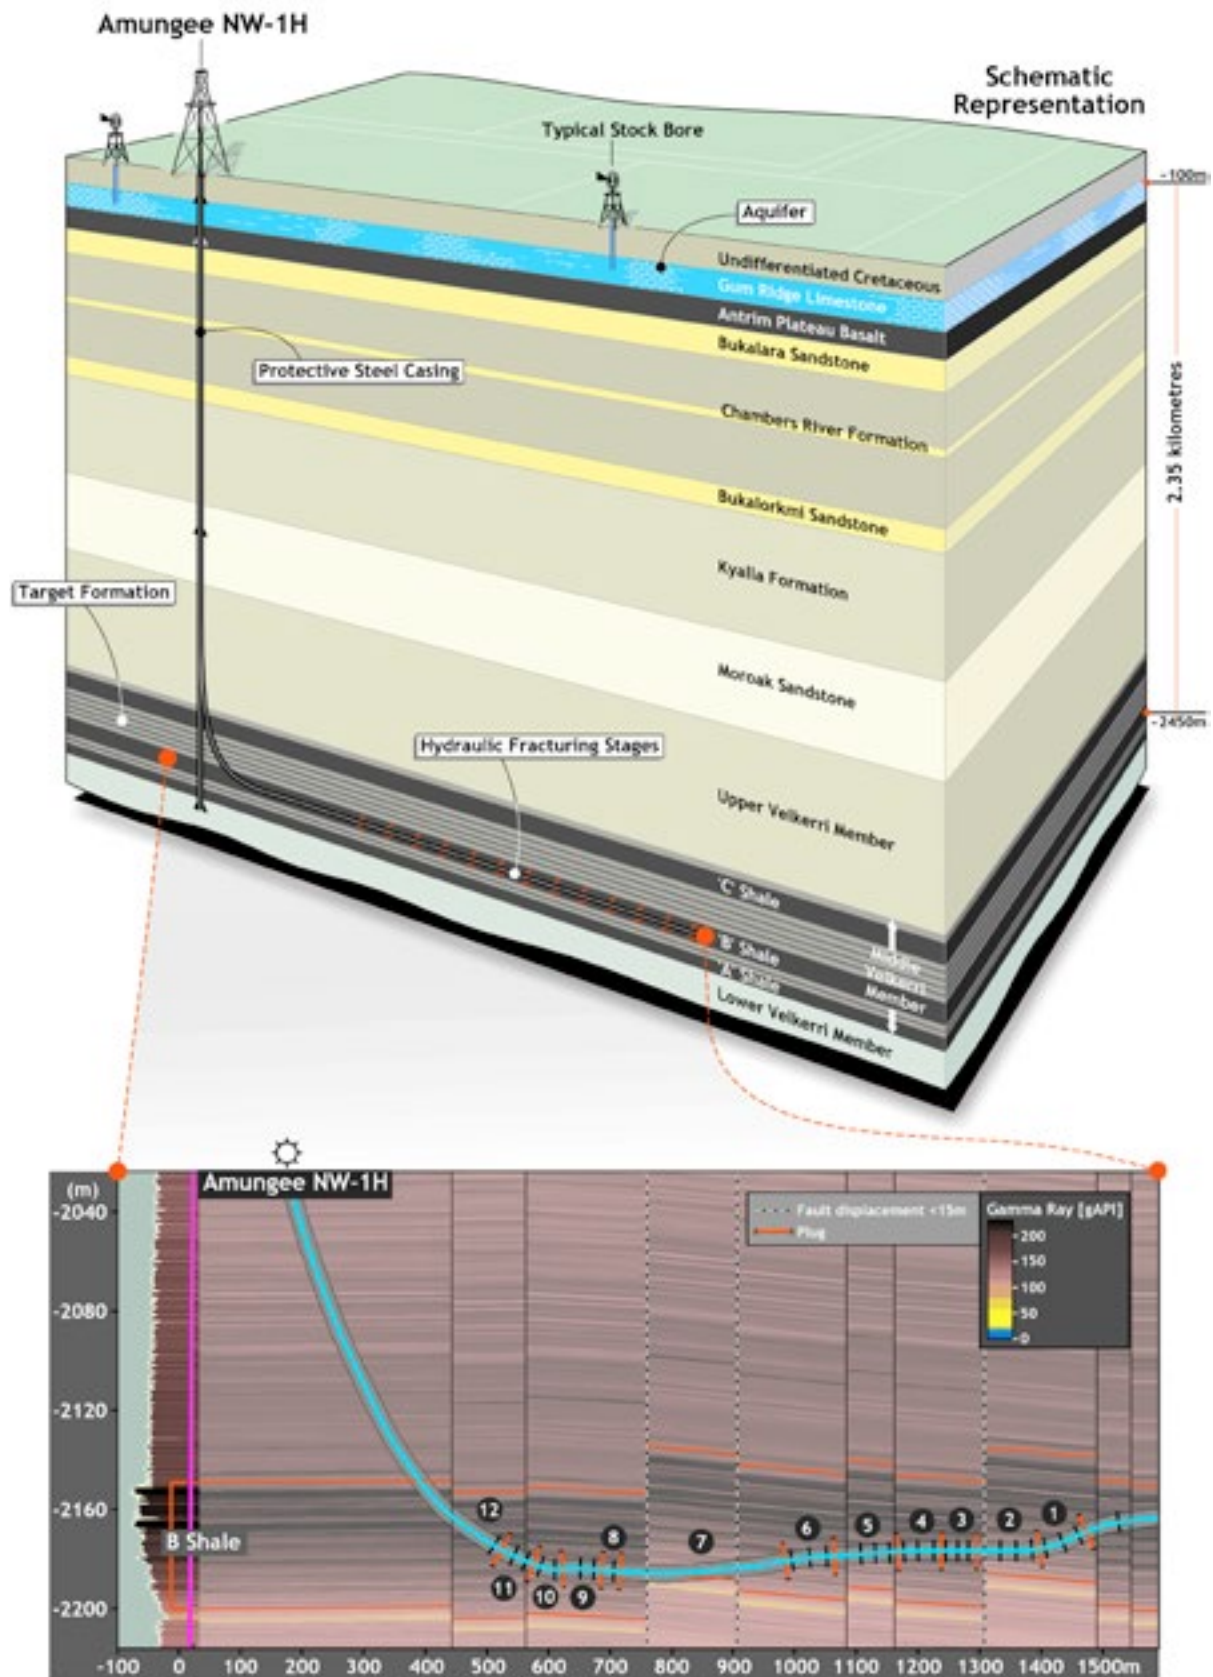 Amungee NW-1H
Schematic
Representation
Typical Stock Bore
-100m
Aquifer
Undifferentiated Cretaceous
Gum Ridge Limestone
Antrim Plateau Basalt
Bukalara Sandstone
Protective Steel Casing
Chambers River Formation
2.35 kilometres
Bukalorkmi Sandstone
Kyalla Formation
Target Formation
Moroak Sandstone
-2450m
Hydraulic Fracturing Stages
Upper Velkerri Member
'C' Shale
'B' Shale
Middle
Velkerri
Member
'A' Shale
Lower Velkerri Member
(m)
Amungee NW-1H
Fault displacement <15m
Plug
Gamma Ray [gAPI]
200
150
100
50
0
-2040
-2080
-2120
-2160
-2200
B Shale
12
11
10
9
8
7
6
5
4
3
2
1
-100 0 100 200 300 400 500 600 700 800 900 1000 1100 1200 1300 1400 1500m